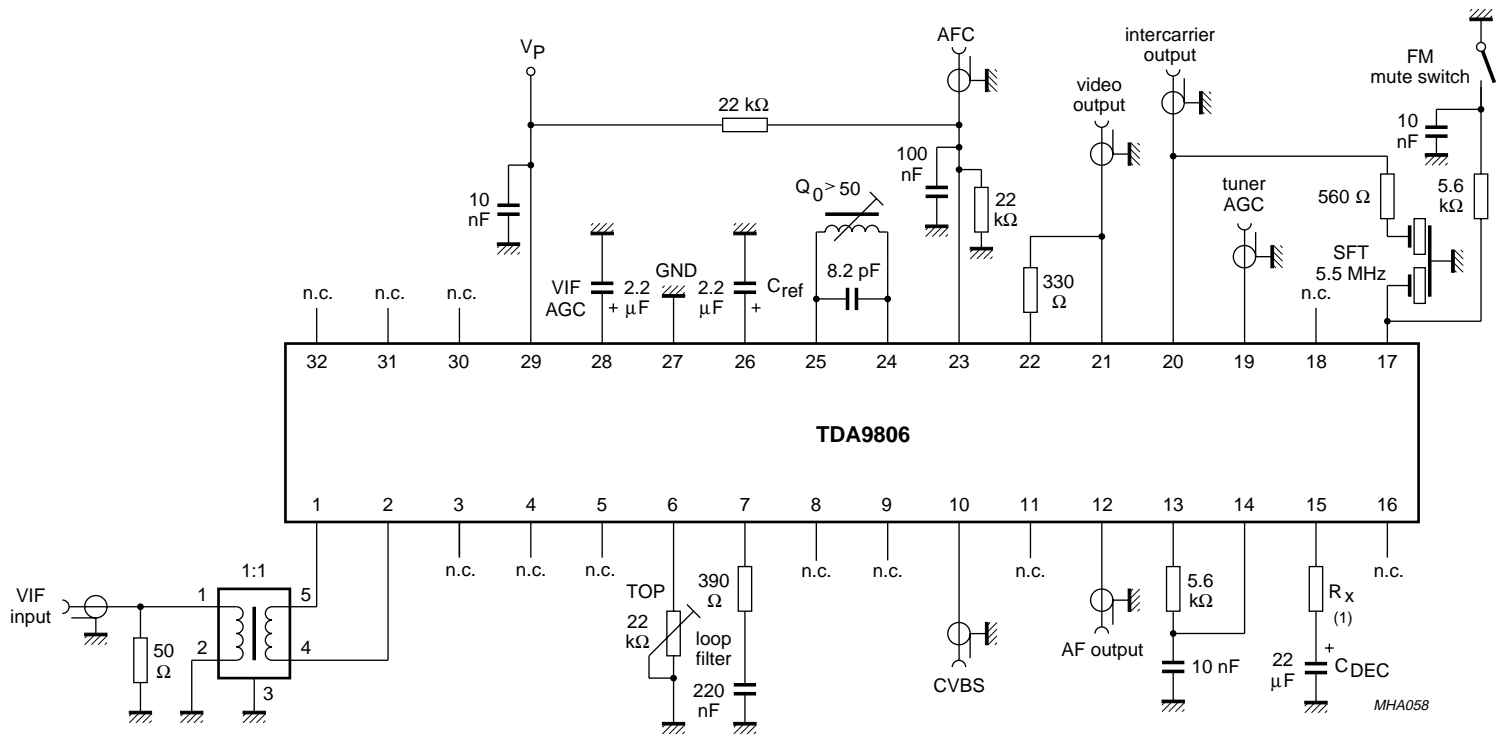 VP
AFC
intercarrier
output
FM
mute switch
video
output
22 kΩ
10
nF
100
nF
10
nF
Q0 > 50
22
kΩ
tuner
AGC
560 Ω
5.6
kΩ
SFT
5.5 MHz
VIF
AGC
2.2
μF
+
GND
2.2
μF
+
Cref
8.2 pF
330
Ω
n.c.
n.c.
n.c.
n.c.
32 31 30 29 28 27 26 25 24 23 22 21 20 19 18 17
TDA9806
1 2 3 4 5 6 7 8 9 10 11 12 13 14 15 16
n.c. n.c. n.c. n.c. n.c. n.c. n.c.
VIF
input
50
Ω
1:1
1
2
5
4
3
TOP
22
kΩ
390
Ω
loop
filter
220
nF
CVBS
AF output
5.6
kΩ
10 nF
Rx
(1)
22
μF
+
CDEC
MHA058